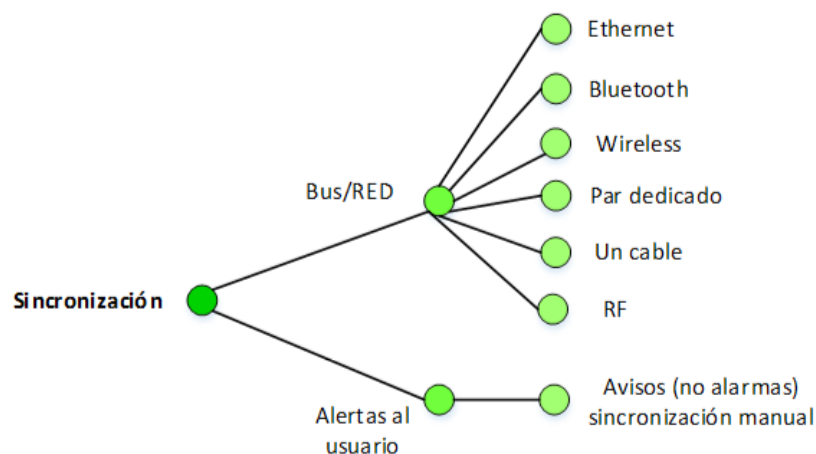 Ethernet
Bluetooth
Wireless
Bus/RED
Par dedicado
Un cable
Sincronización
RF
Alertas al
usuario
Avisos (no alarmas)
sincronización manual